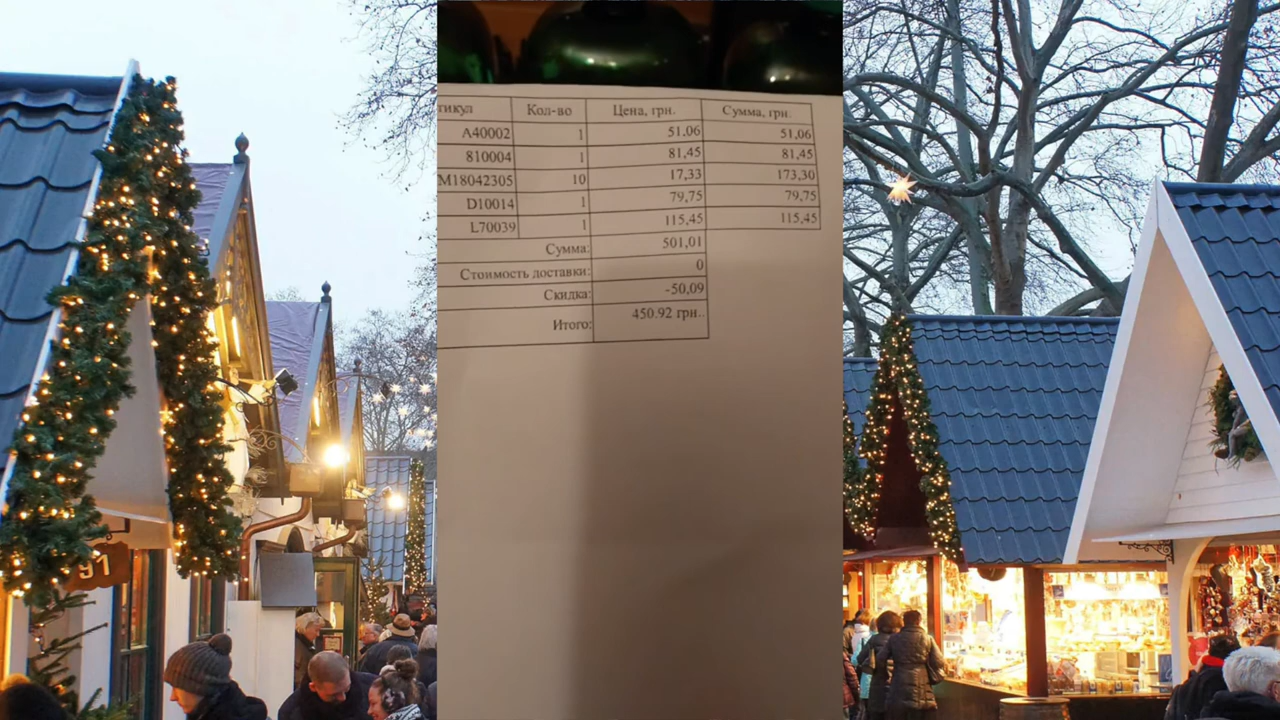 91
тикул Кол-во Цена, грн. Сумма, грн.
A40002 1 51.06 51,06
810004 1 81,45 81,45
M18042305 10 17,33 173,30
D10014 1 79,75 79,75
L70039 1 115,45 115,45
Сумма: 501,01
Стоимость доставки: 0
Скидка: -50,09
Итого: 450.92 грн..